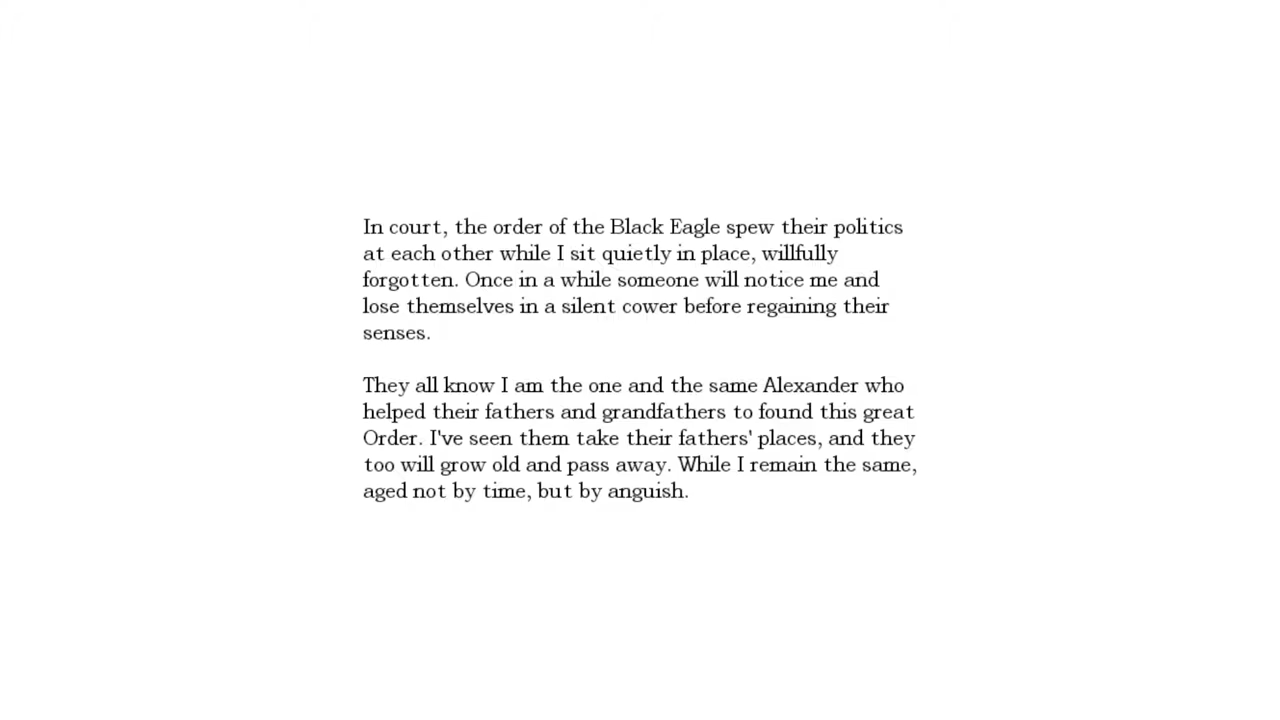 In court, the order of the Black Eagle spew their politics
at each other while I sit quietly in place, willfully
forgotten. Once in a while someone will notice me and
lose themselves in a silent cower before regaining their
senses.
They all know I am the one and the same Alexander who
helped their fathers and grandfathers to found this great
Order. I've seen them take their fathers' places, and they
too will grow old and pass away. While I remain the same,
aged not by time, but by anguish.